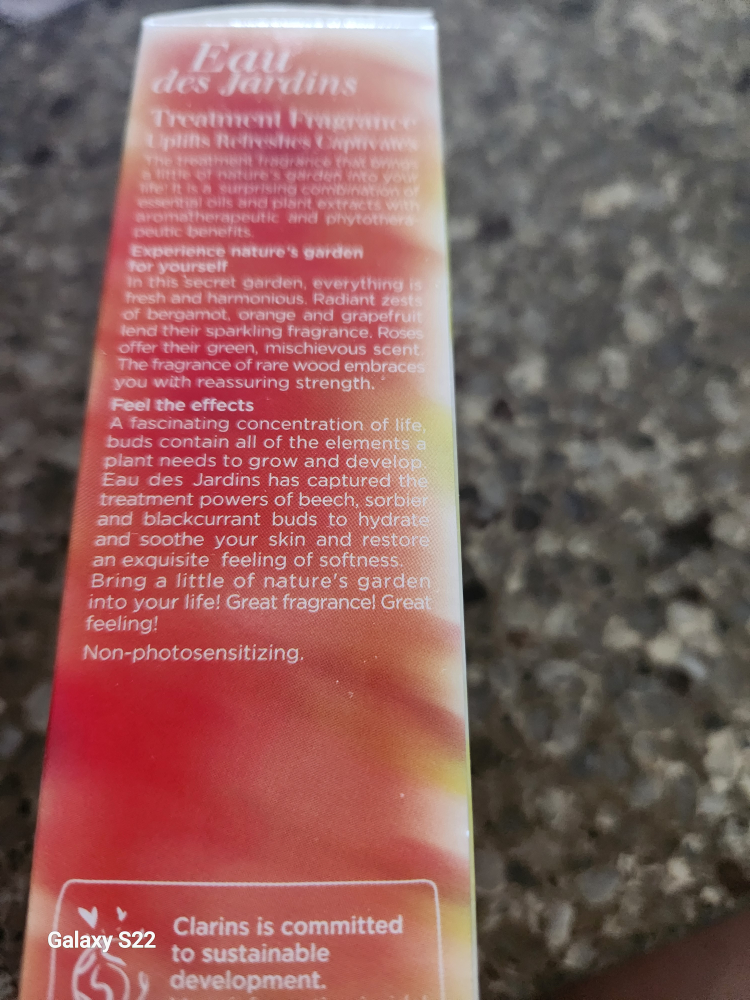 Eau
des Jardins
Treatment Fragrance
Uplifts Refreshes Captivates
The treatment fragrance that brings
a little of nature's garden into your
life! It is a surprising combination of
essential oils and plant extracts with
aromatherapeutic and phytothera-
peutic benefits.
Experience nature's garden
for yourself
In this secret garden, everything is
fresh and harmonious. Radiant zests
of bergamot, orange and grapefruit
lend their sparkling fragrance. Roses
offer their green, mischievous scent.
The fragrance of rare wood embraces
you with reassuring strength.
Feel the effects
A fascinating concentration of life,
buds contain all of the elements a
plant needs to grow and develop.
Eau des Jardins has captured the
treatment powers of beech, sorbier
and blackcurrant buds to hydrate
and soothe your skin and restore
an exquisite feeling of softness.
Bring a little of nature's garden
into your life! Great fragrance! Great
feeling!
Non-photosensitizing.
Clarins is committed
to sustainable
development.
Galaxy S22